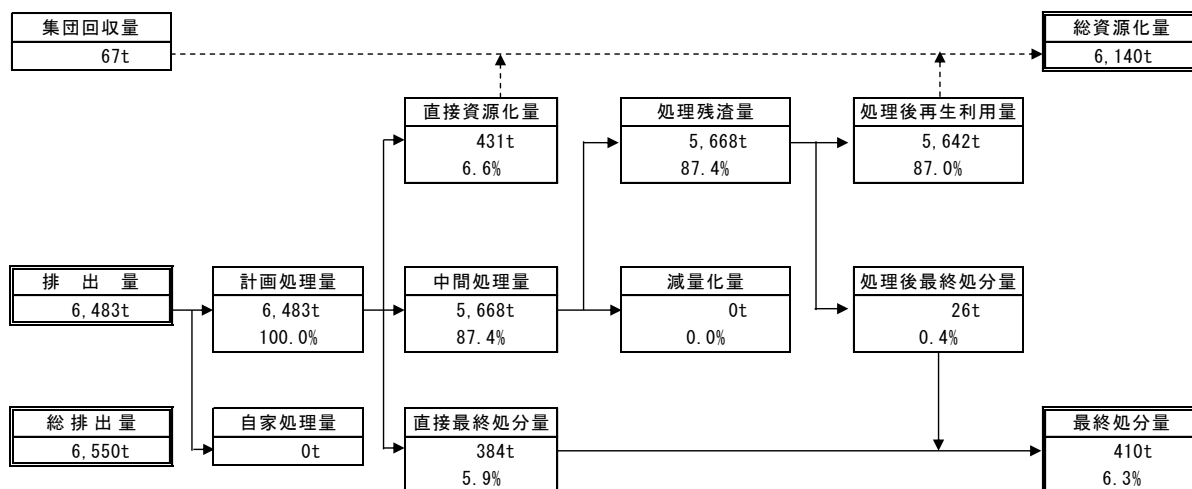 集団回収量
67t
総資源化量
6,140t
直接資源化量
431t
6.6%
処理残渣量
5,668t
87.4%
処理後再生利用量
5,642t
87.0%
排出量
6,483t
計画処理量
6,483t
100.0%
中間処理量
5,668t
87.4%
減量化量
0t
0.0%
処理後最終処分量
26t
0.4%
総排出量
6,550t
自家処理量
0t
直接最終処分量
384t
5.9%
最終処分量
410t
6.3%